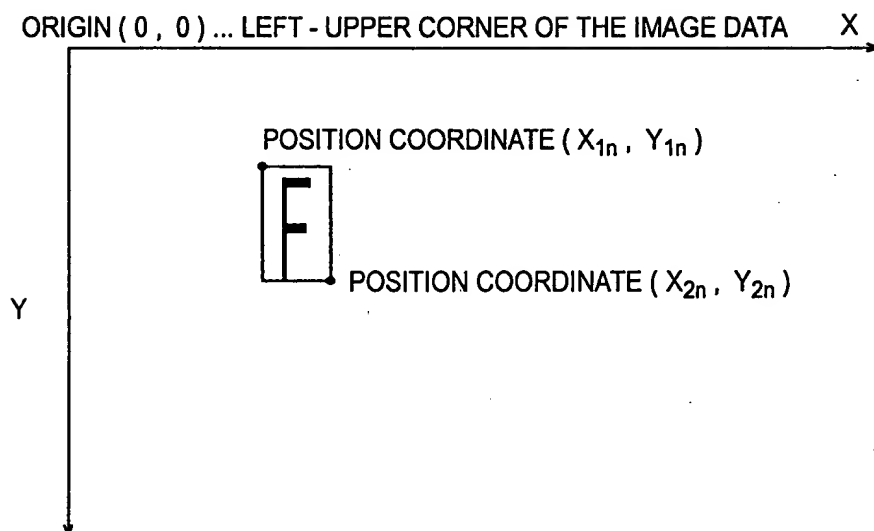 ORIGIN ( 0 , 0 ) ... LEFT - UPPER CORNER OF THE IMAGE DATA X
POSITION COORDINATE ( X1n , Y1n )
F
POSITION COORDINATE ( X2n , Y2n )
Y